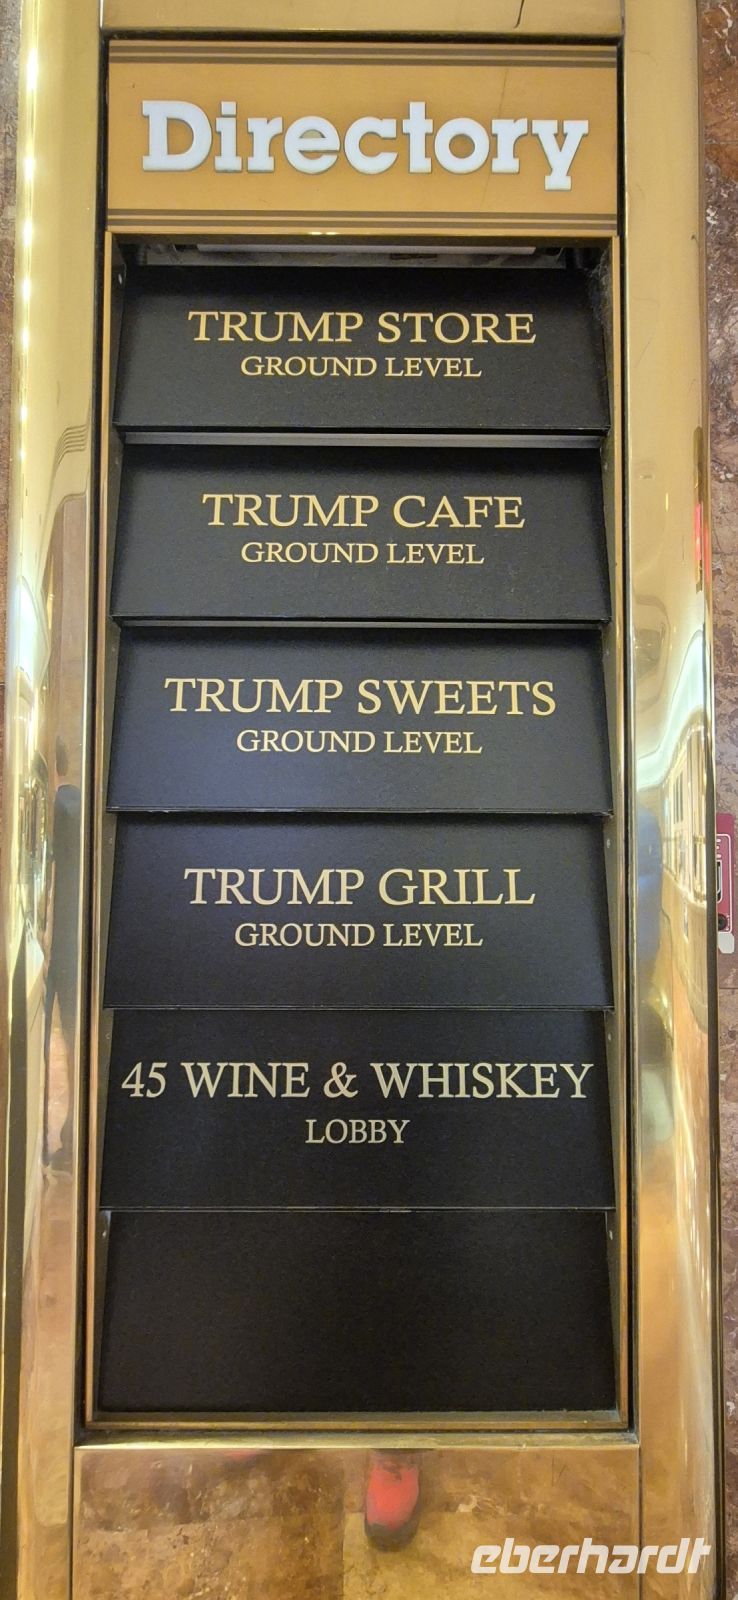 Directory
TRUMP STORE
GROUND LEVEL
TRUMP CAFE
GROUND LEVEL
TRUMP SWEETS
GROUND LEVEL
TRUMP GRILL
GROUND LEVEL
45 WINE & WHISKEY
LOBBY
eberhardt